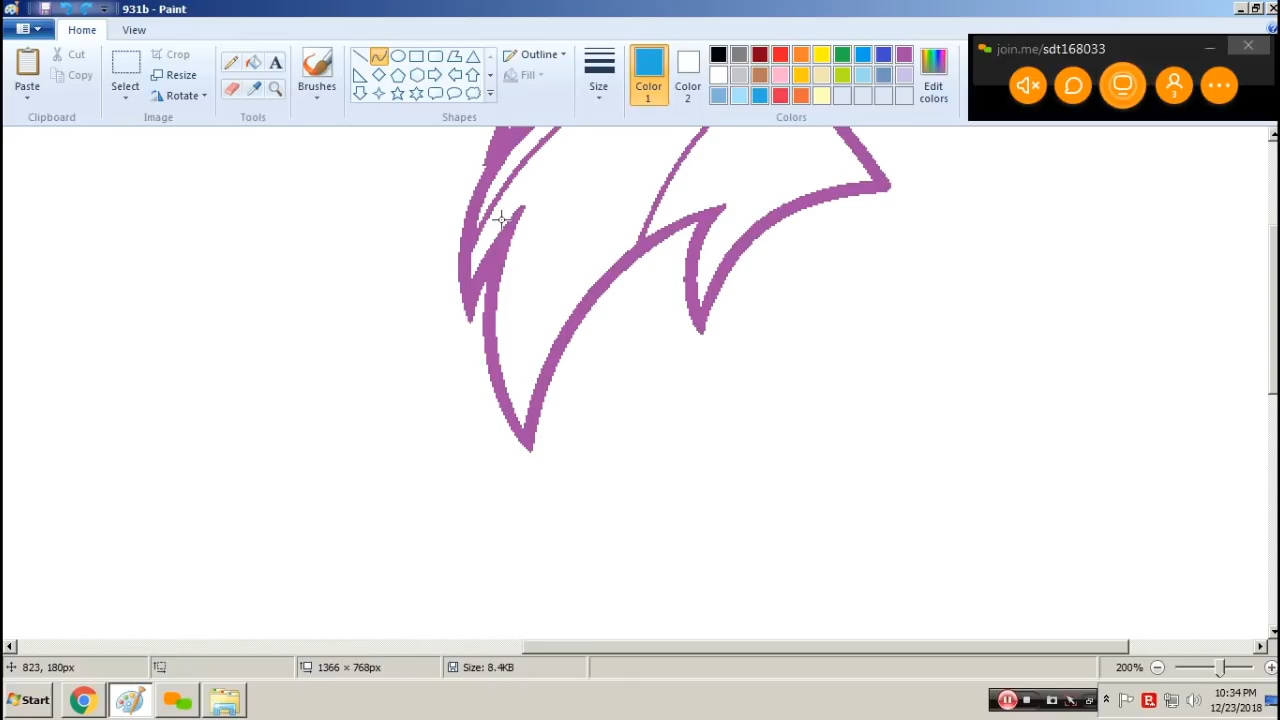 931b - Paint
Home
View
Paste
Cut
Copy
Clipboard
Select
Crop
Resize
Rotate
Image
A
Tools
Brushes
Shapes
Outline
Fill
Size
Color 1
Color 2
Edit colors
Colors
join.me/sdt168033
3
823, 180px
1366 × 768px
Size: 8.4KB
200%
Start
B
10:34 PM
12/23/2018